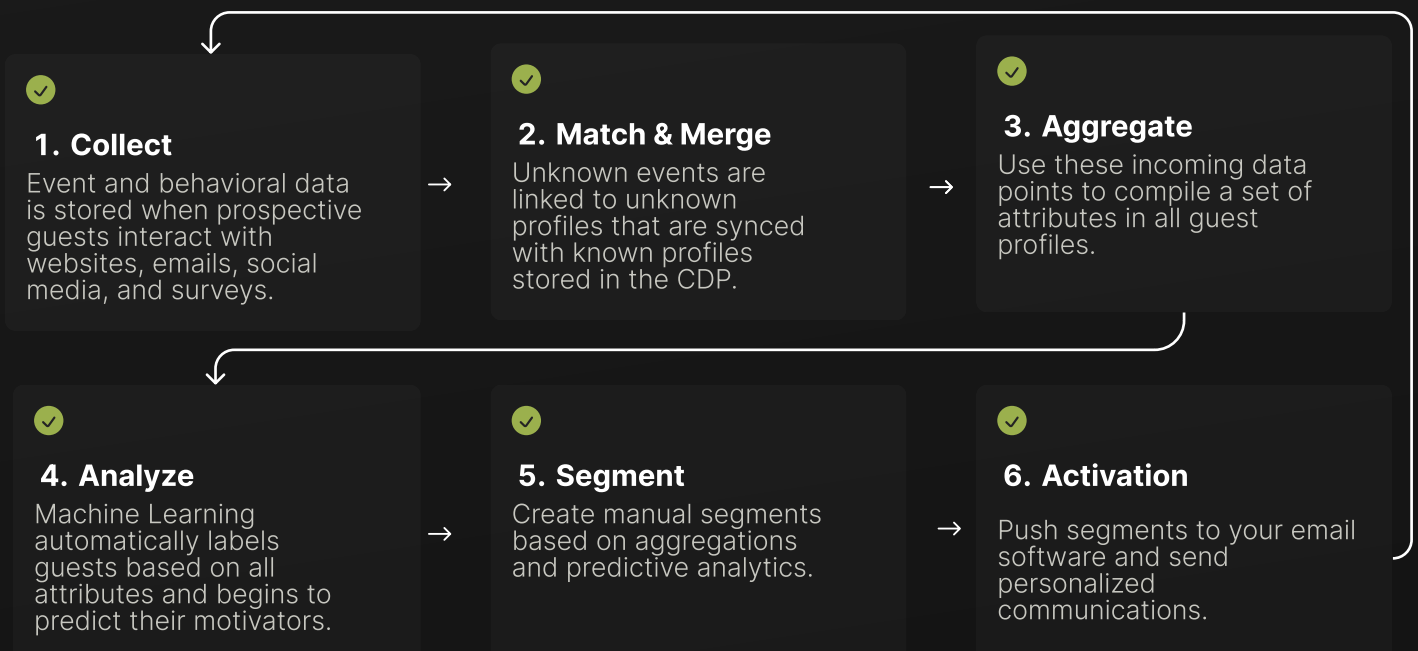 1. Collect
Event and behavioral data
is stored when prospective
guests interact with
websites, emails, social
media, and surveys.
2. Match & Merge
Unknown events are
linked to unknown
profiles that are synced
with known profiles
stored in the CDP.
3. Aggregate
Use these incoming data
points to compile a set of
attributes in all guest
profiles.
4. Analyze
Machine Learning
automatically labels
guests based on all
attributes and begins to
predict their motivators.
5. Segment
Create manual segments
based on aggregations
and predictive analytics.
6. Activation
Push segments to your email
software and send
personalized
communications.